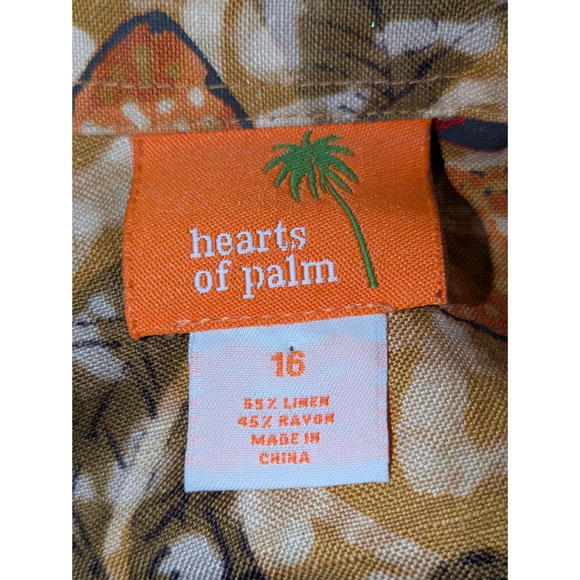 hearts
of palm
16
55% LINEN
45% RAYON
MADE IN
CHINA